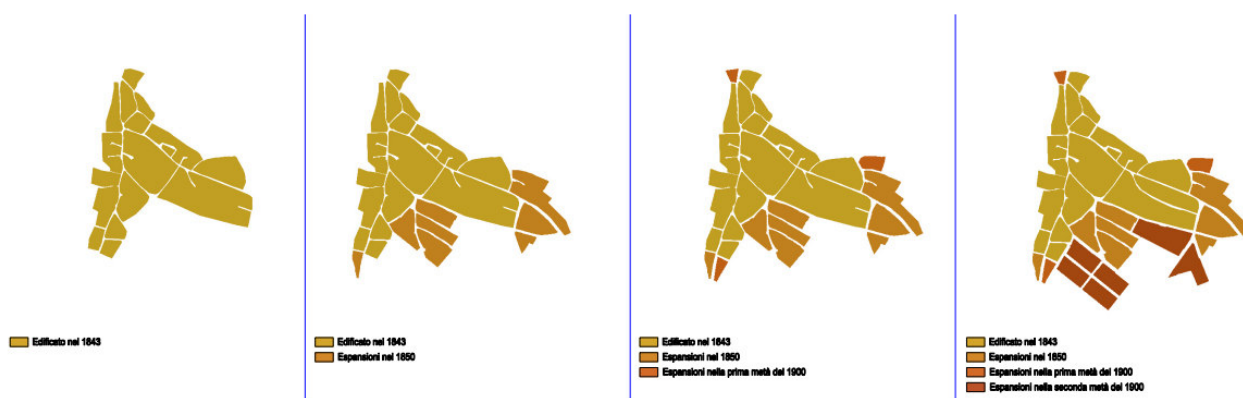 Edificato nel 1843
Edificato nel 1843
Espansioni nel 1850
Edificato nel 1843
Espansioni nel 1850
Espansioni nella prima metà del 1900
Edificato nel 1843
Espansioni nel 1850
Espansioni nella prima metà del 1900
Espansioni nella seconda metà del 1900